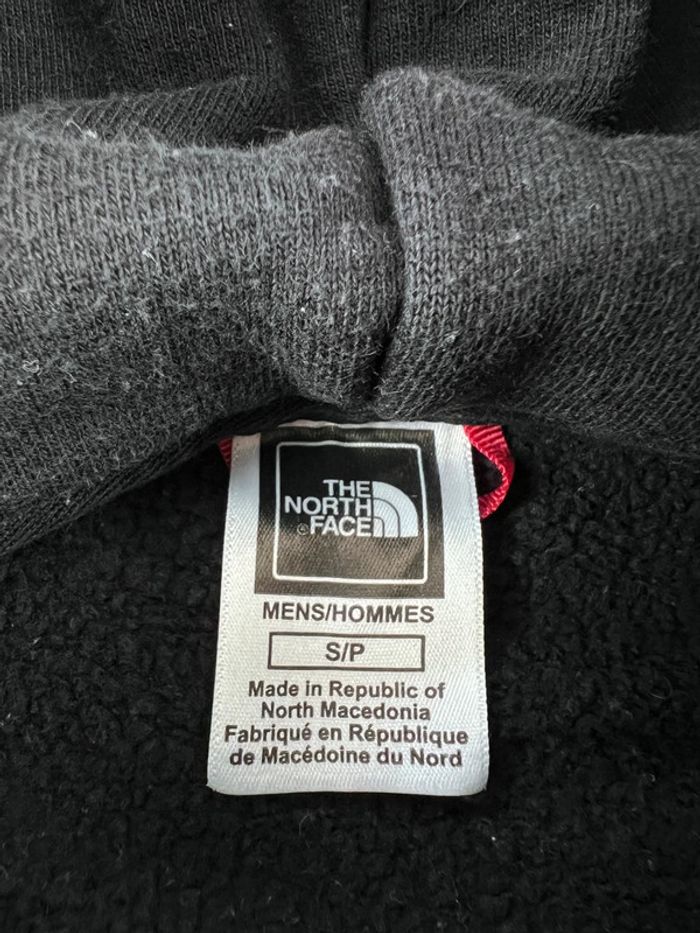 THE
NORTH
FACE
MENS/HOMMES
S/P
Made in Republic of
North Macedonia
Fabriqué en République
de Macédoine du Nord